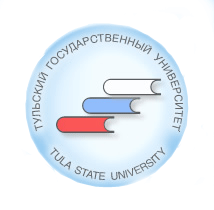 ТУЛЬСКИЙ ГОСУДАРСТВЕННЫЙ УНИВЕРСИТЕТ
TULA STATE UNIVERSITY